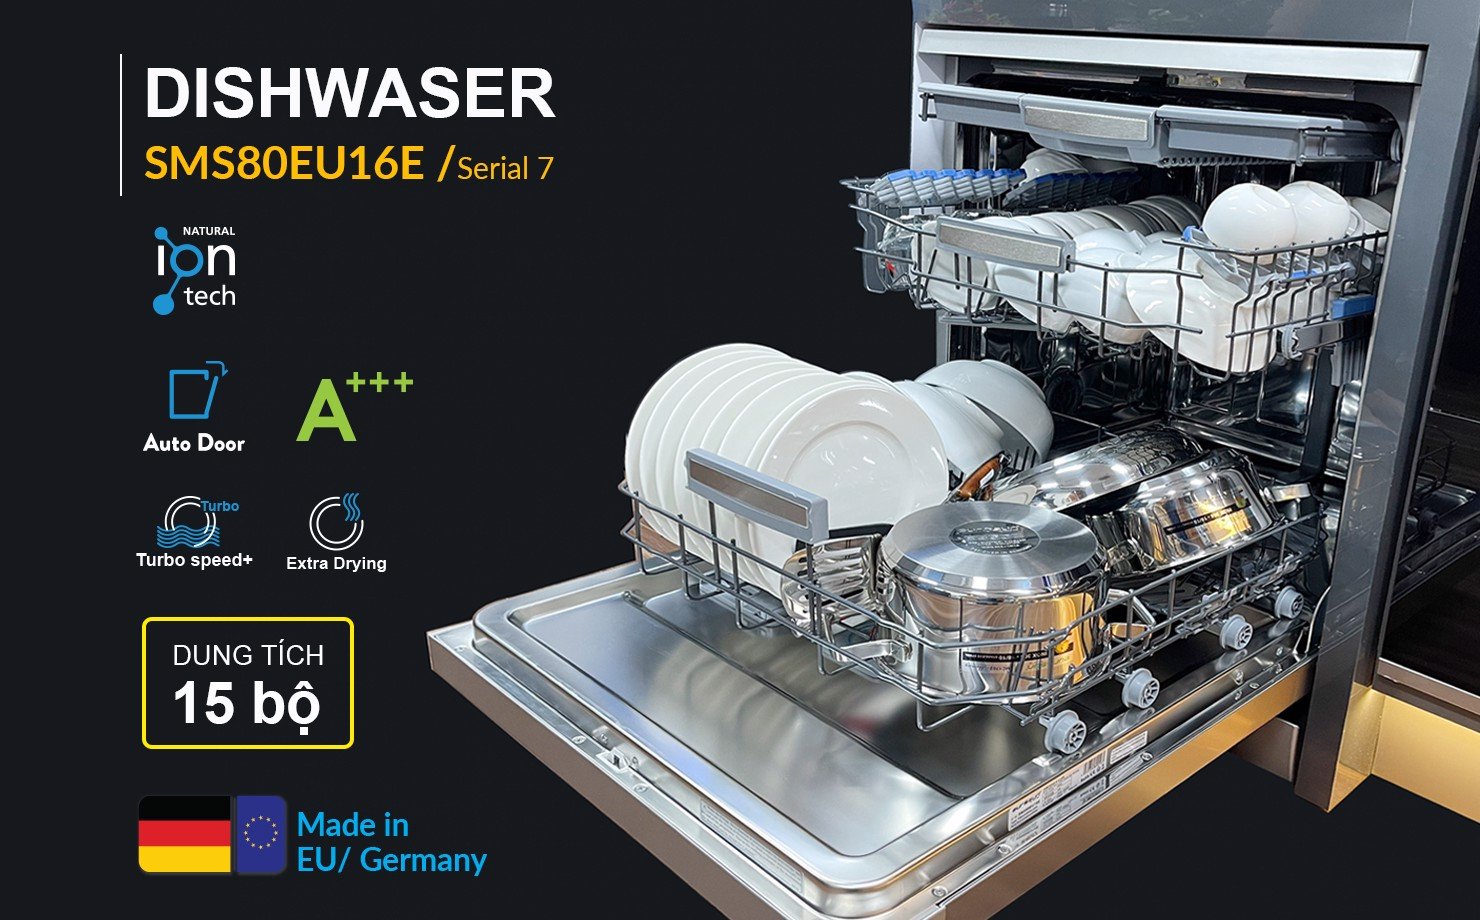 DISHWASER
SMS80EU16E / Serial 7
NATURAL
ion
tech
Auto Door
A+++
Turbo
Turbo speed+
Extra Drying
DUNG TÍCH
15 bộ
Made in
EU/ Germany